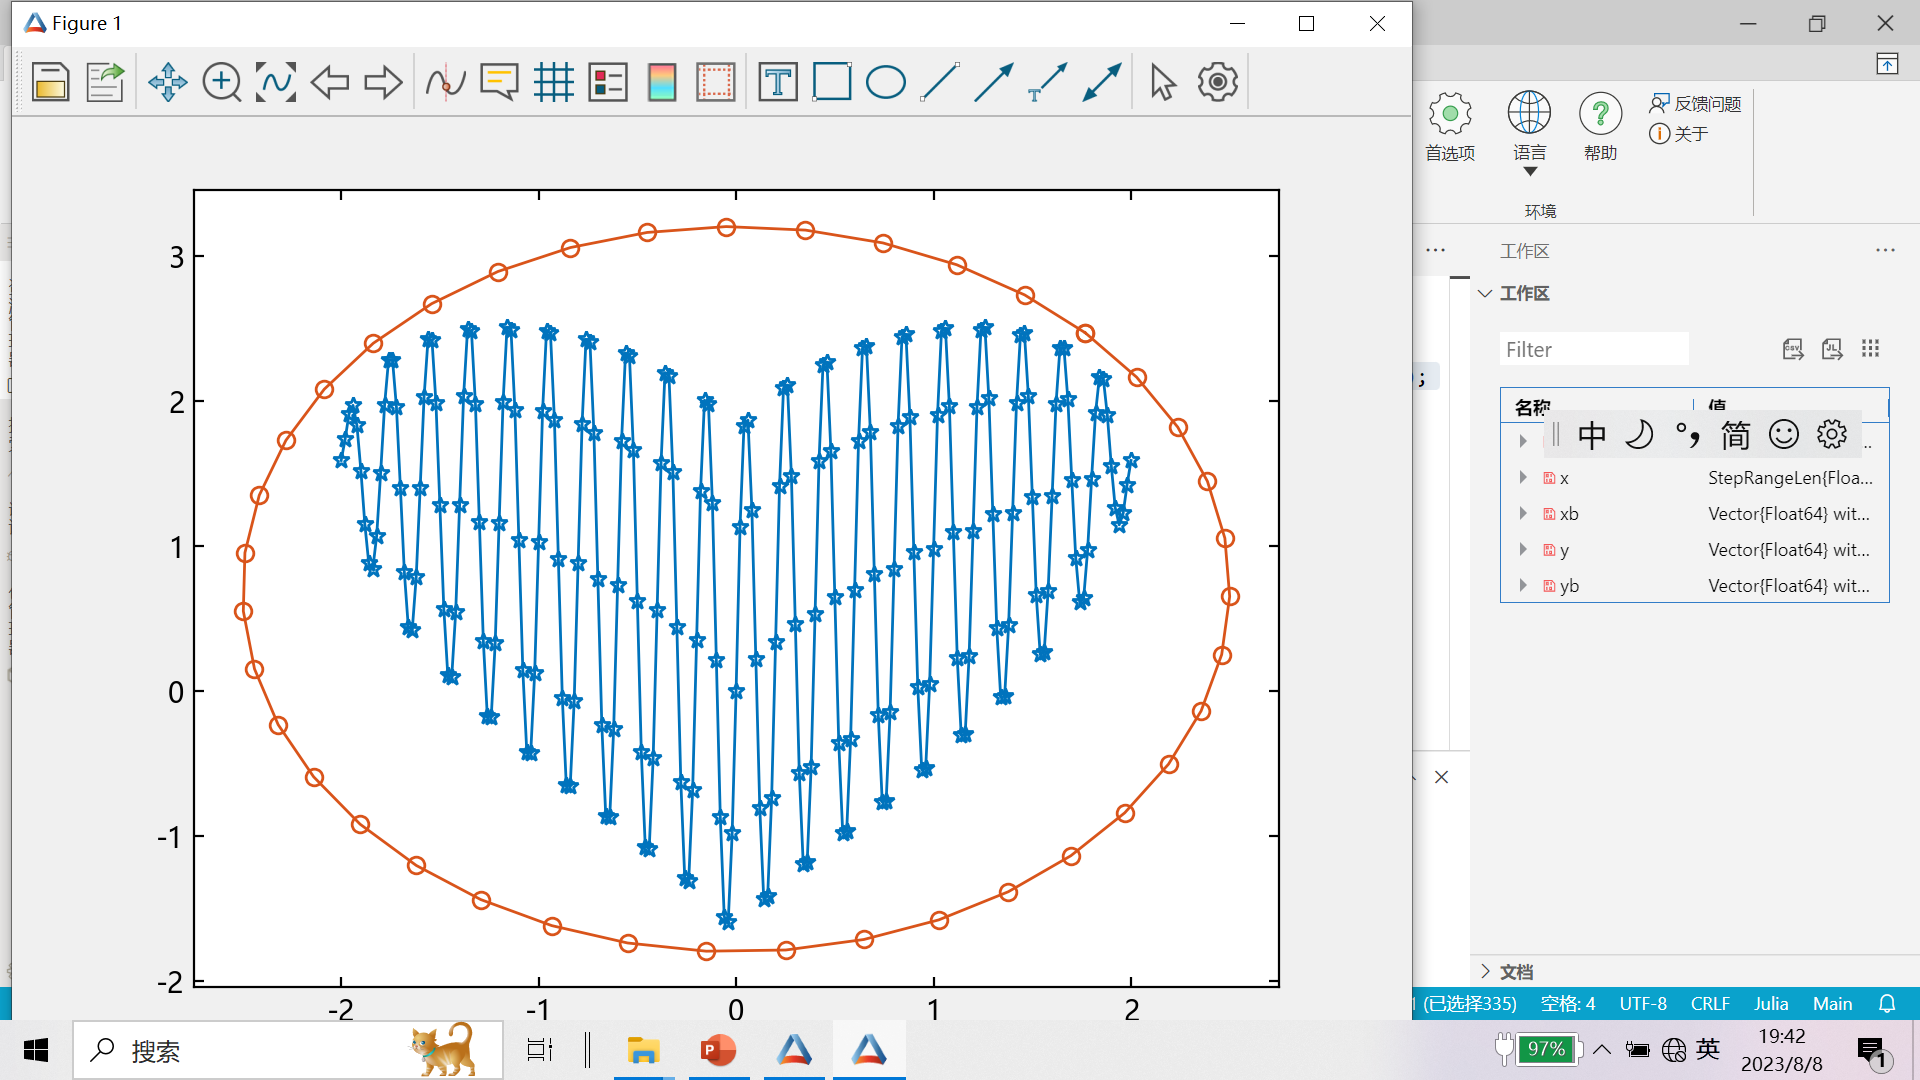 Figure 1
反馈问题
关于
首选项
语言
帮助
环境
工作区
工作区
Filter
名称
值
中
简
x
StepRangeLen{Floa...
xb
Vector{Float64} wit...
y
Vector{Float64} wit...
yb
Vector{Float64} wit...
;
3
2
1
0
-1
-2
-2
-1
0
1
2
文档
(已选择335)
空格: 4
UTF-8
CRLF
Julia
Main
搜索
97%
英
19:42
2023/8/8
1